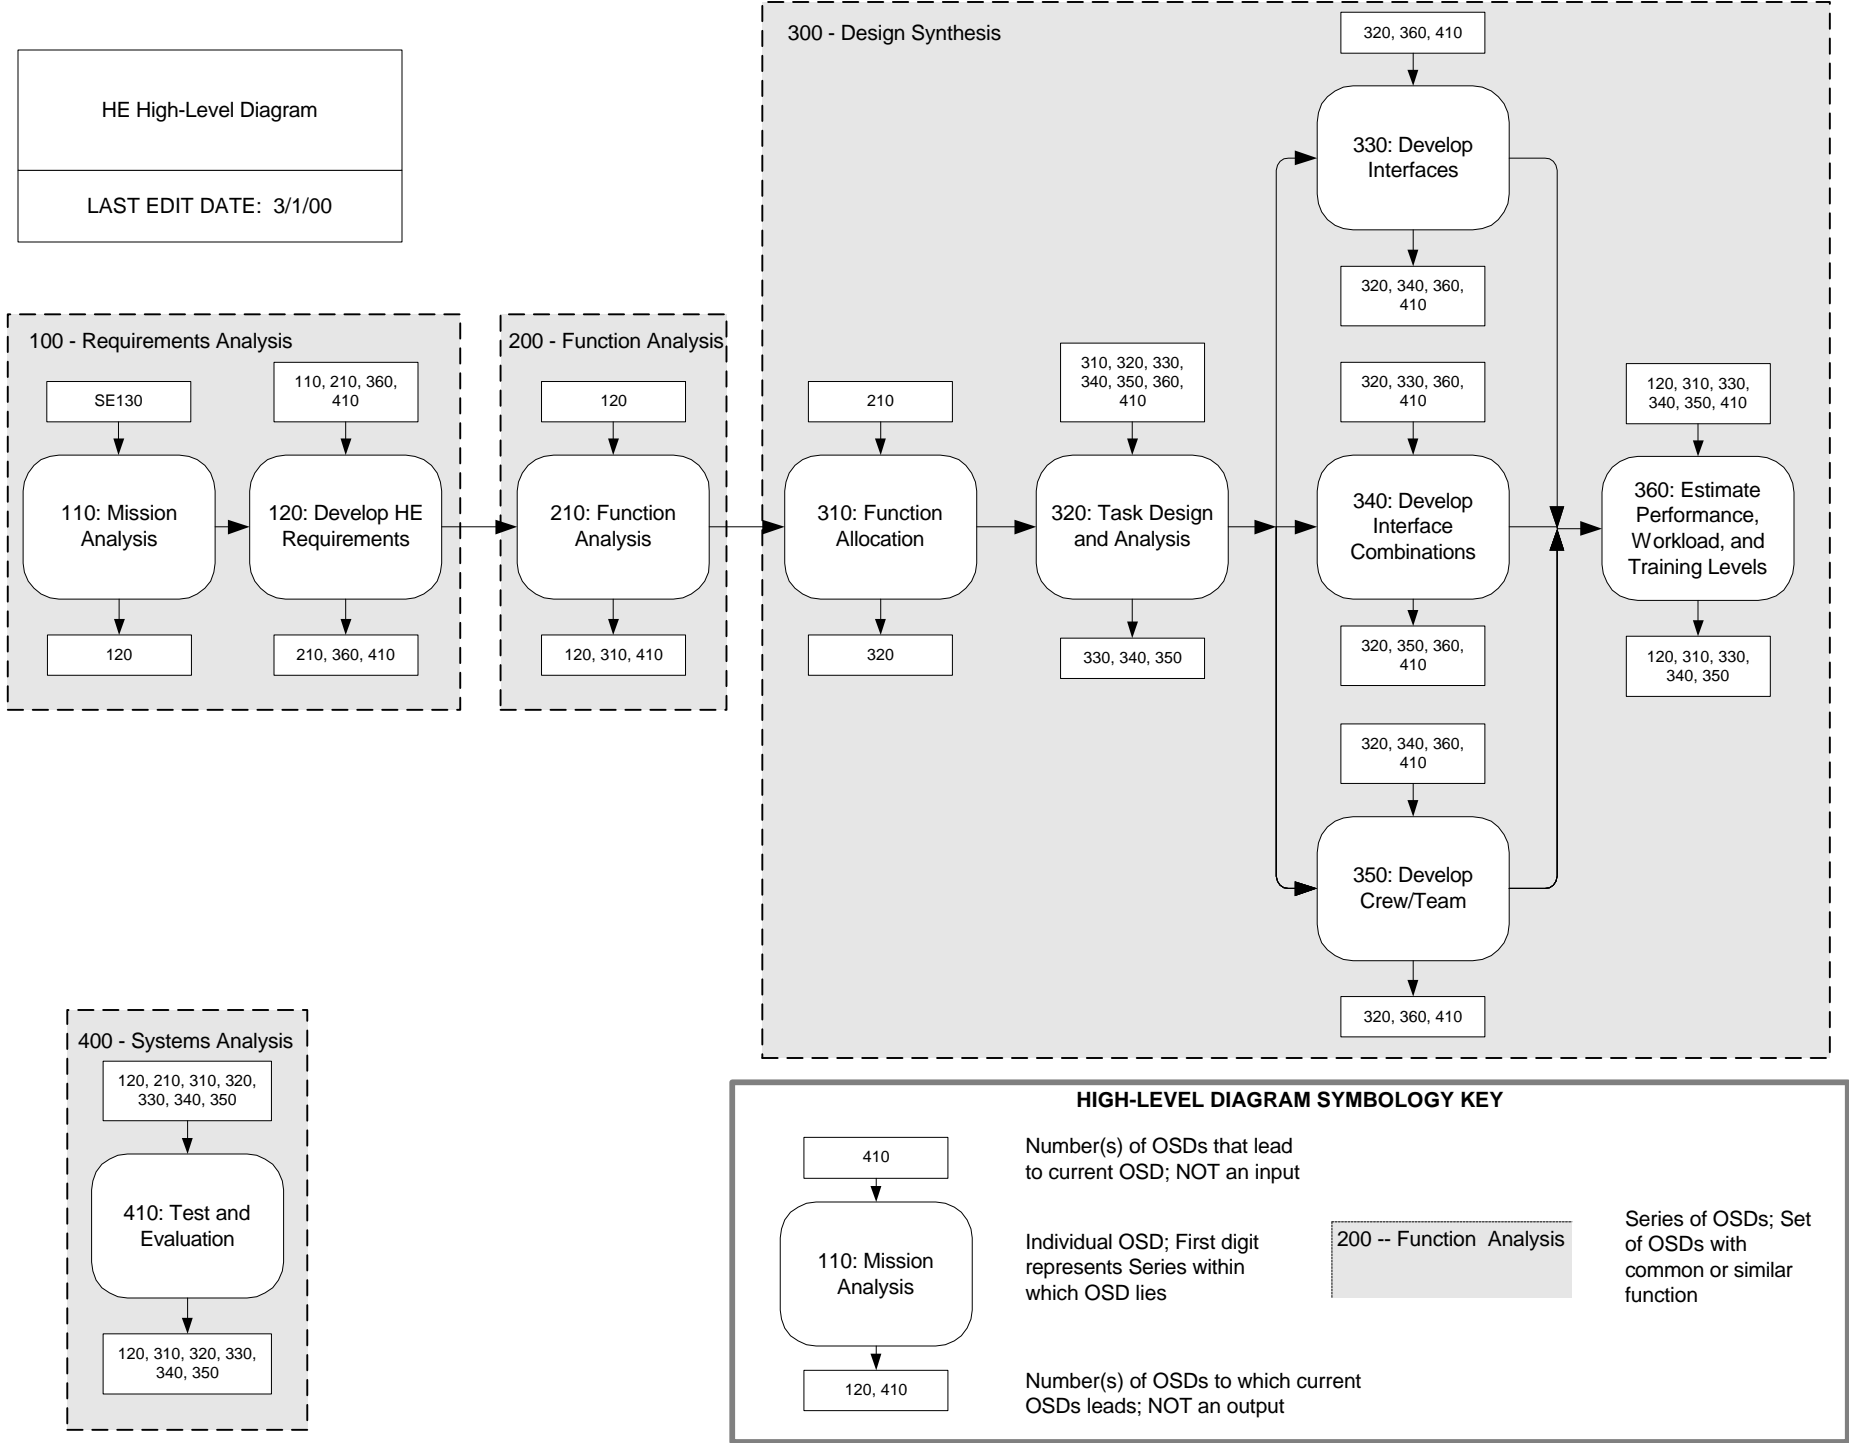 HE High-Level Diagram
LAST EDIT DATE:  3/1/00
100 - Requirements Analysis
SE130
110: Mission
Analysis
120
110, 210, 360,
410
120: Develop HE
Requirements
210, 360, 410
200 - Function Analysis
120
210: Function
Analysis
120, 310, 410
300 - Design Synthesis
210
310: Function
Allocation
320
310, 320, 330,
340, 350, 360,
410
320: Task Design
and Analysis
330, 340, 350
320, 360, 410
330: Develop
Interfaces
320, 340, 360,
410
320, 330, 360,
410
340: Develop
Interface
Combinations
320, 350, 360,
410
320, 340, 360,
410
350: Develop
Crew/Team
320, 360, 410
120, 310, 330,
340, 350, 410
360: Estimate
Performance,
Workload, and
Training Levels
120, 310, 330,
340, 350
400 - Systems Analysis
120, 210, 310, 320,
330, 340, 350
410: Test and
Evaluation
120, 310, 320, 330,
340, 350
HIGH-LEVEL DIAGRAM SYMBOLOGY KEY
410
Number(s) of OSDs that lead
to current OSD; NOT an input
110: Mission
Analysis
Individual OSD; First digit
represents Series within
which OSD lies
200 -- Function  Analysis
Series of OSDs; Set
of OSDs with
common or similar
function
120, 410
Number(s) of OSDs to which current
OSDs leads; NOT an output